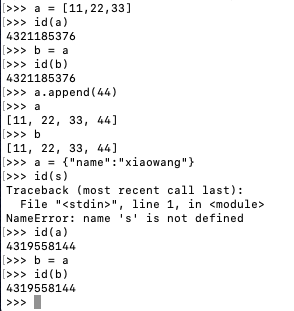 >>> a = [11,22,33]
>>> id(a)
4321185376
>>> b = a
>>> id(b)
4321185376
>>> a.append(44)
>>> a
[11, 22, 33, 44]
>>> b
[11, 22, 33, 44]
>>> a = {"name":"xiaowang"}
>>> id(s)
Traceback (most recent call last):
  File "<stdin>", line 1, in <module>
NameError: name 's' is not defined
>>> id(a)
4319558144
>>> b = a
>>> id(b)
4319558144
>>>